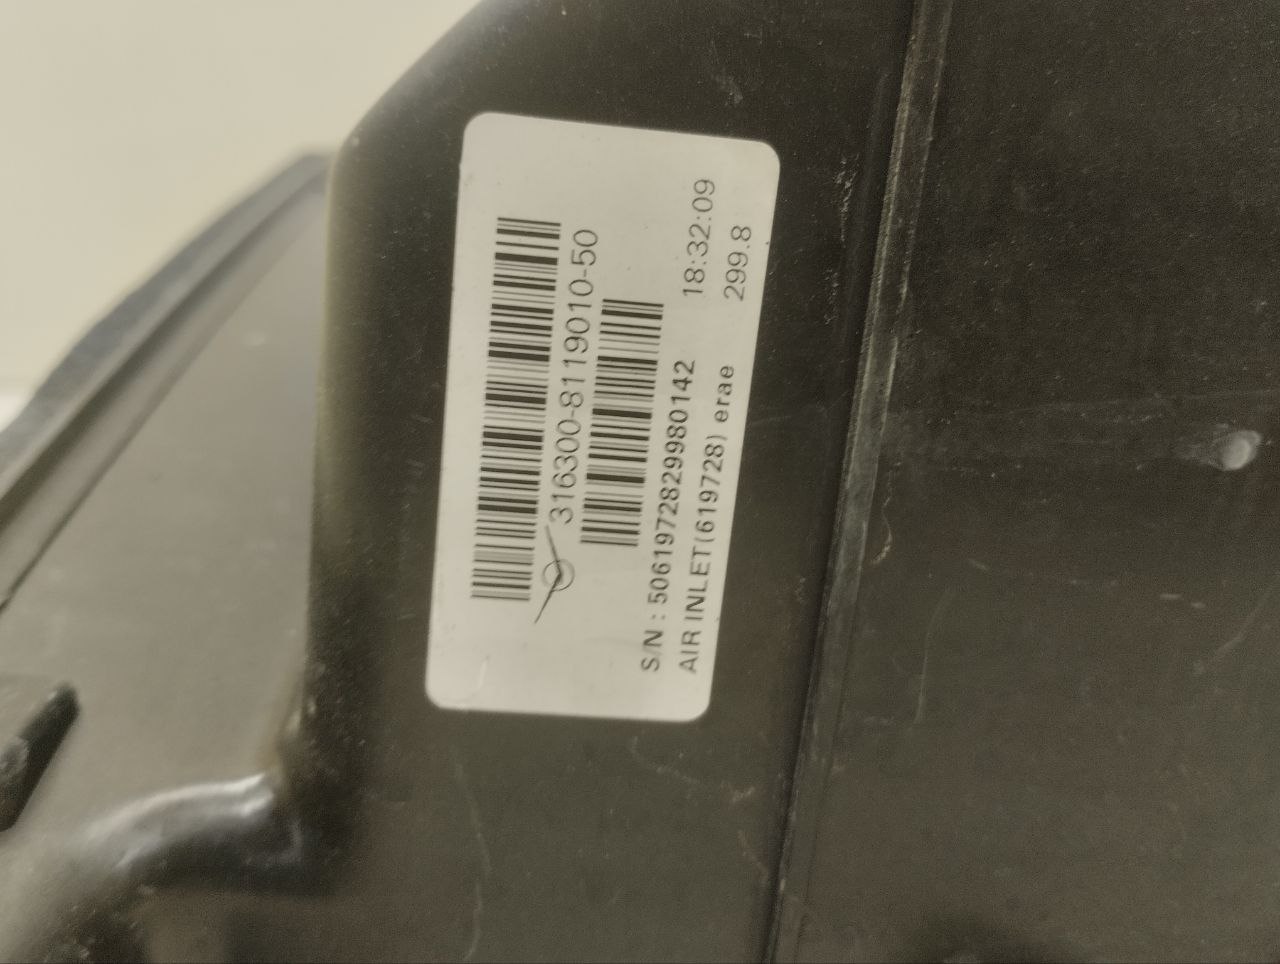 316300-8119010-50
S/N : 5061972829980142 18:32:09
AIR INLET(619728) erae 299.8